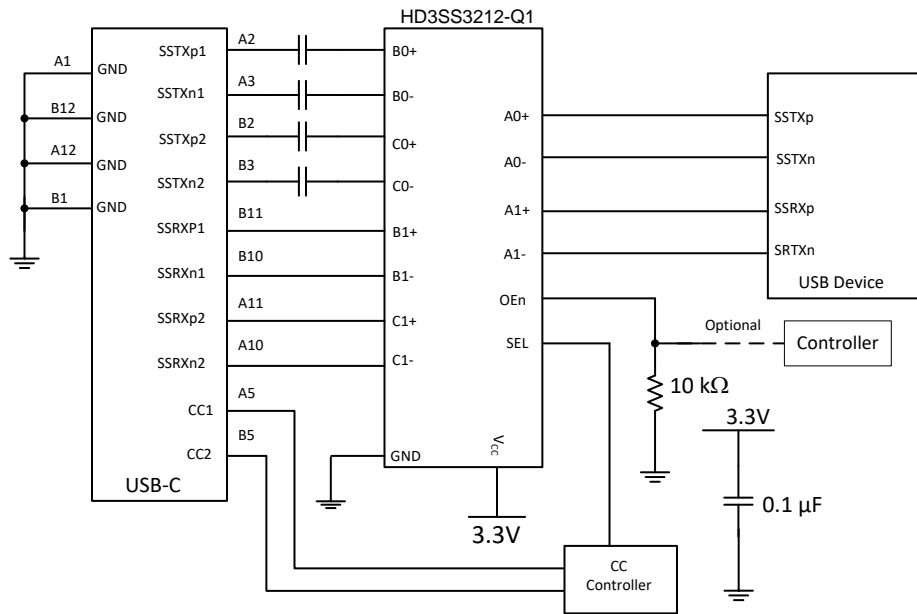 HD3SS3212-Q1
A1
B12
A12
B1
GND
GND
GND
GND
SSTXp1
SSTXn1
SSTXp2
SSTXn2
SSRXP1
SSRXn1
SSRXp2
SSRXn2
CC1
CC2
USB-C
A2
A3
B2
B3
B11
B10
A11
A10
A5
B5
B0+
B0-
C0+
C0-
B1+
B1-
C1+
C1-
GND
VCC
3.3V
A0+
A0-
A1+
A1-
OEn
SEL
SSTXp
SSTXn
SSRXp
SRTXn
USB Device
Optional
Controller
10 kΩ
3.3V
0.1 µF
CC
Controller